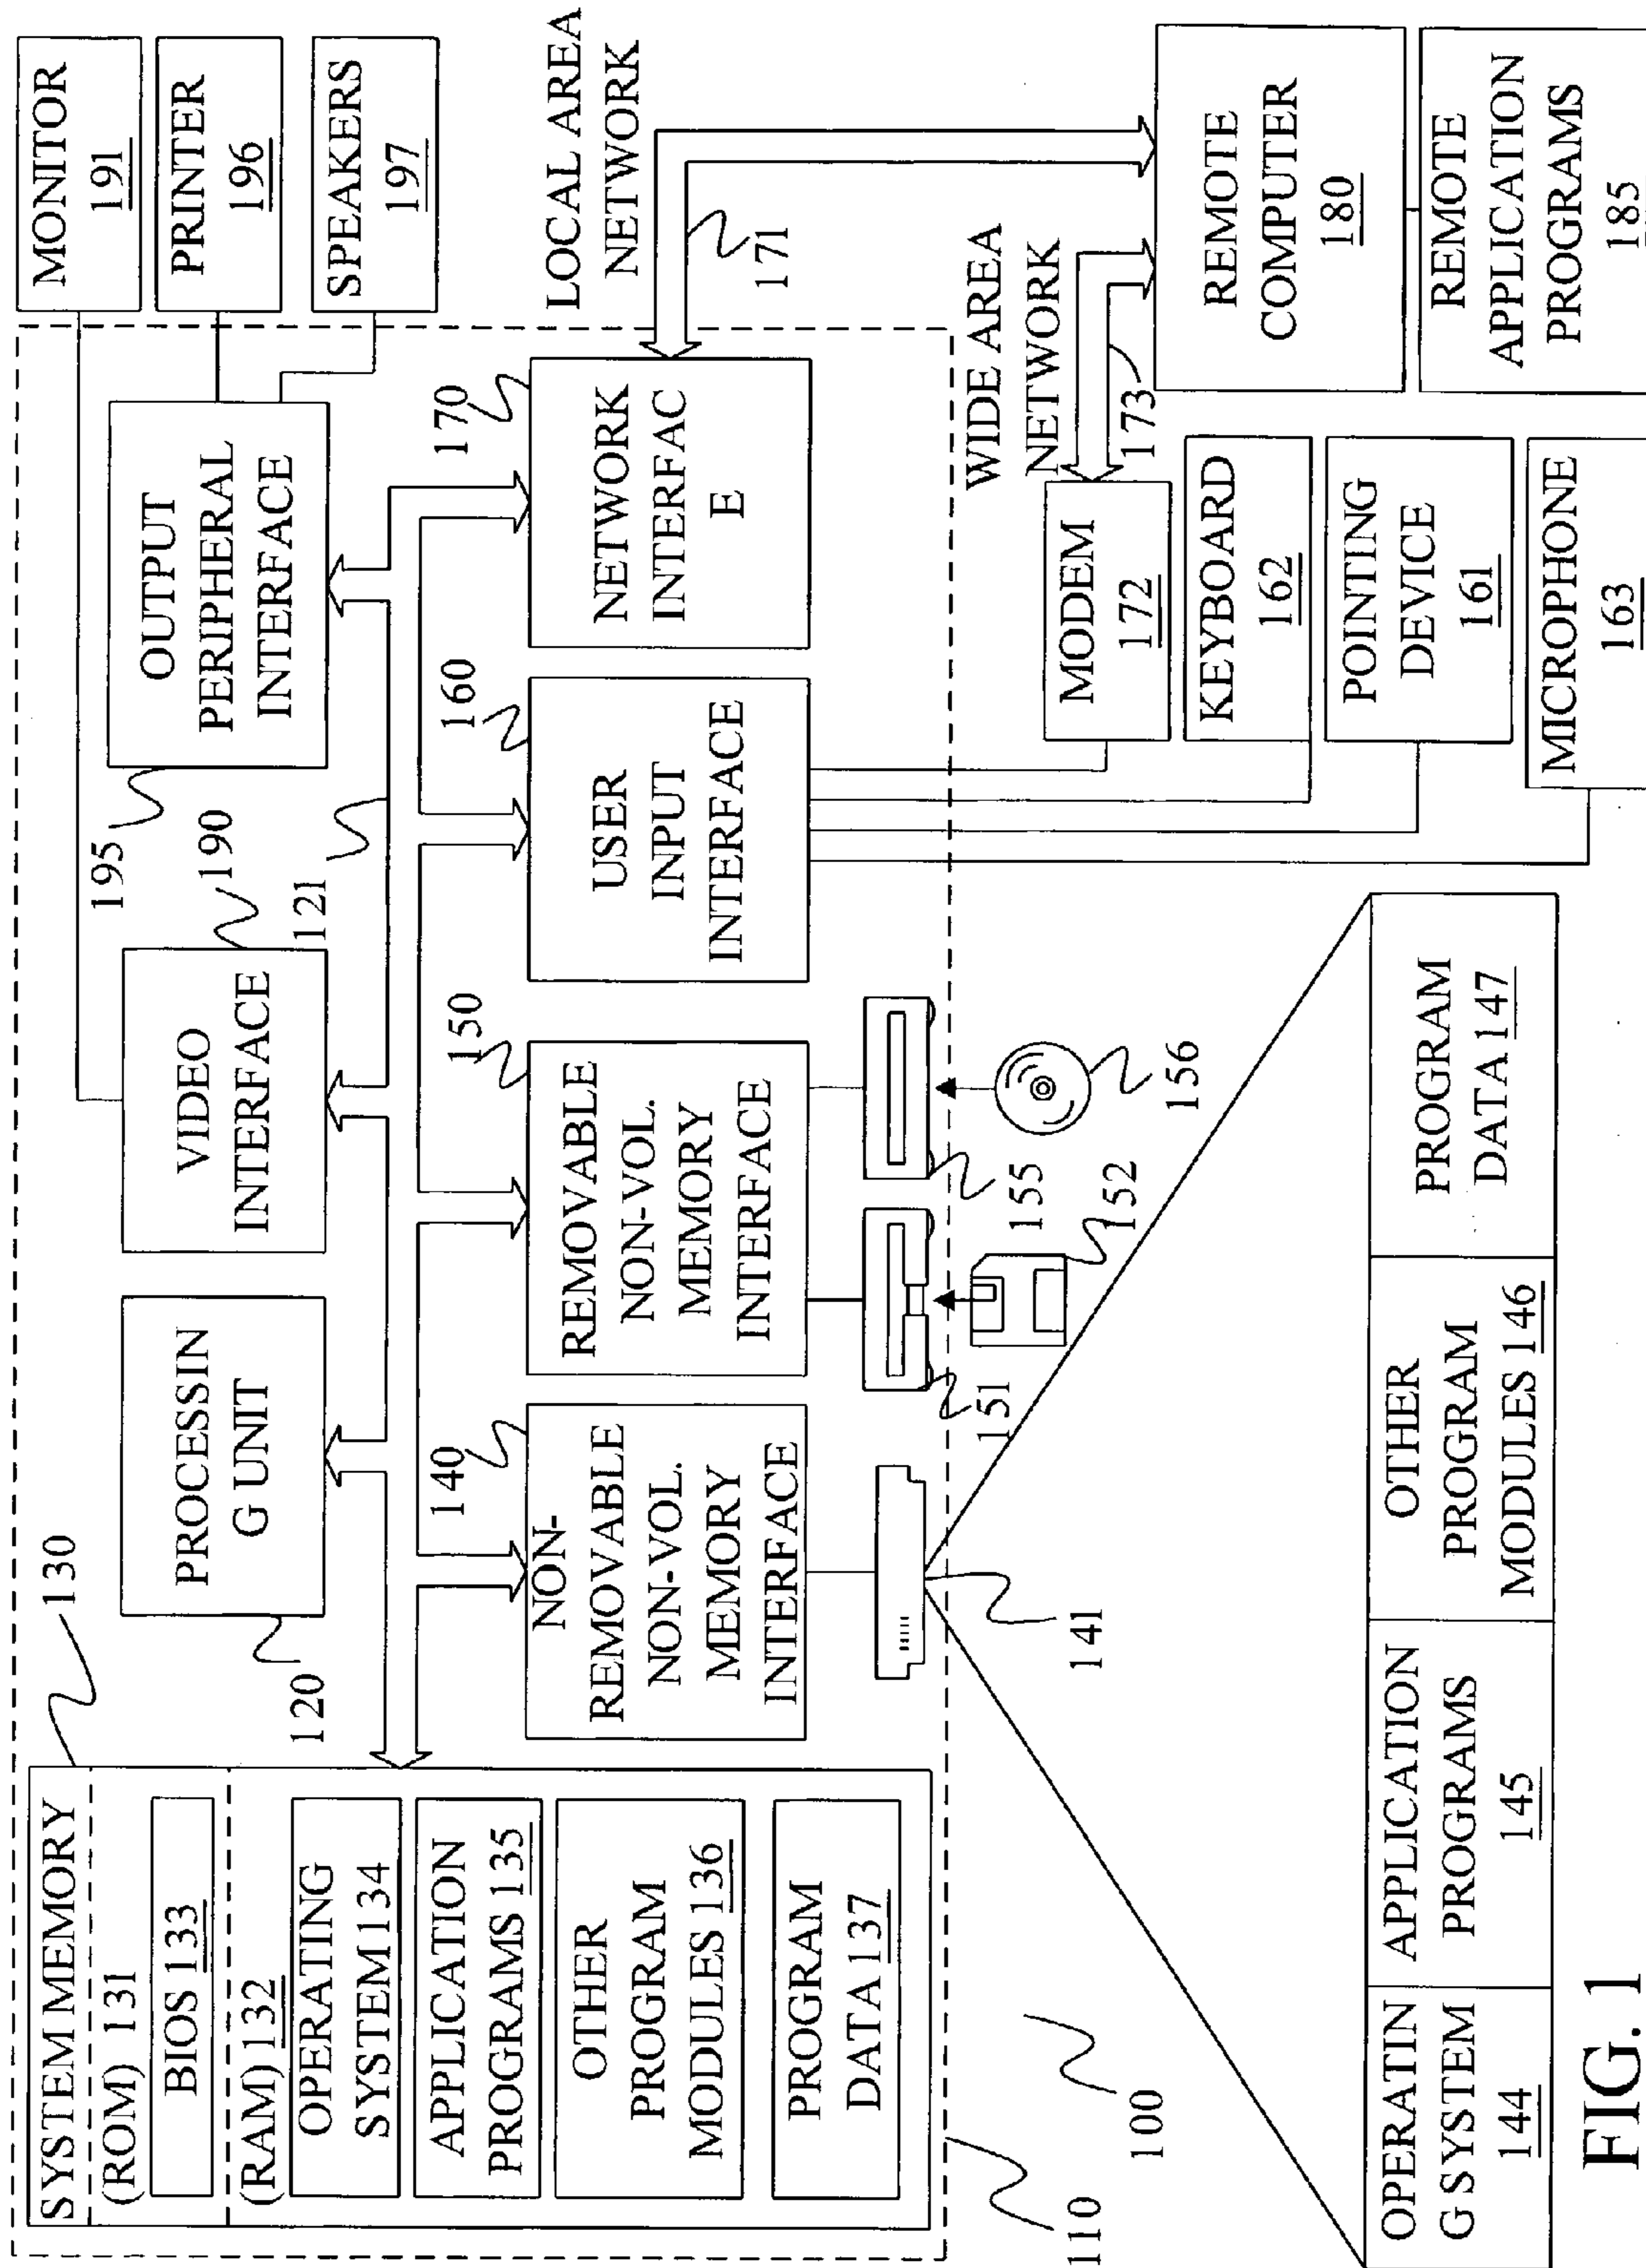 SYSTEM MEMORY
(ROM) 131
BIOS 133
(RAM) 132
OPERATING
SYSTEM 134
APPLICATION
PROGRAMS 135
OTHER
PROGRAM
MODULES 136
PROGRAM
DATA 137
130
120
PROCESSIN
G UNIT
VIDEO
INTERFACE
190
121
195
OUTPUT
PERIPHERAL
INTERFACE
MONITOR
191
PRINTER
196
SPEAKERS
197
140
NON-
REMOVABLE
NON-VOL.
MEMORY
INTERFACE
150
REMOVABLE
NON-VOL.
MEMORY
INTERFACE
160
USER
INPUT
INTERFACE
170
NETWORK
INTERFAC
E
LOCAL AREA
NETWORK
171
141
151
155
152
156
WIDE AREA
NETWORK
173
MODEM
172
KEYBOARD
162
POINTING
DEVICE
161
MICROPHONE
163
REMOTE
COMPUTER
180
REMOTE
APPLICATION
PROGRAMS
185
110
100
OPERATIN
G SYSTEM
144
APPLICATION
PROGRAMS
145
OTHER
PROGRAM
MODULES 146
PROGRAM
DATA 147
FIG. 1